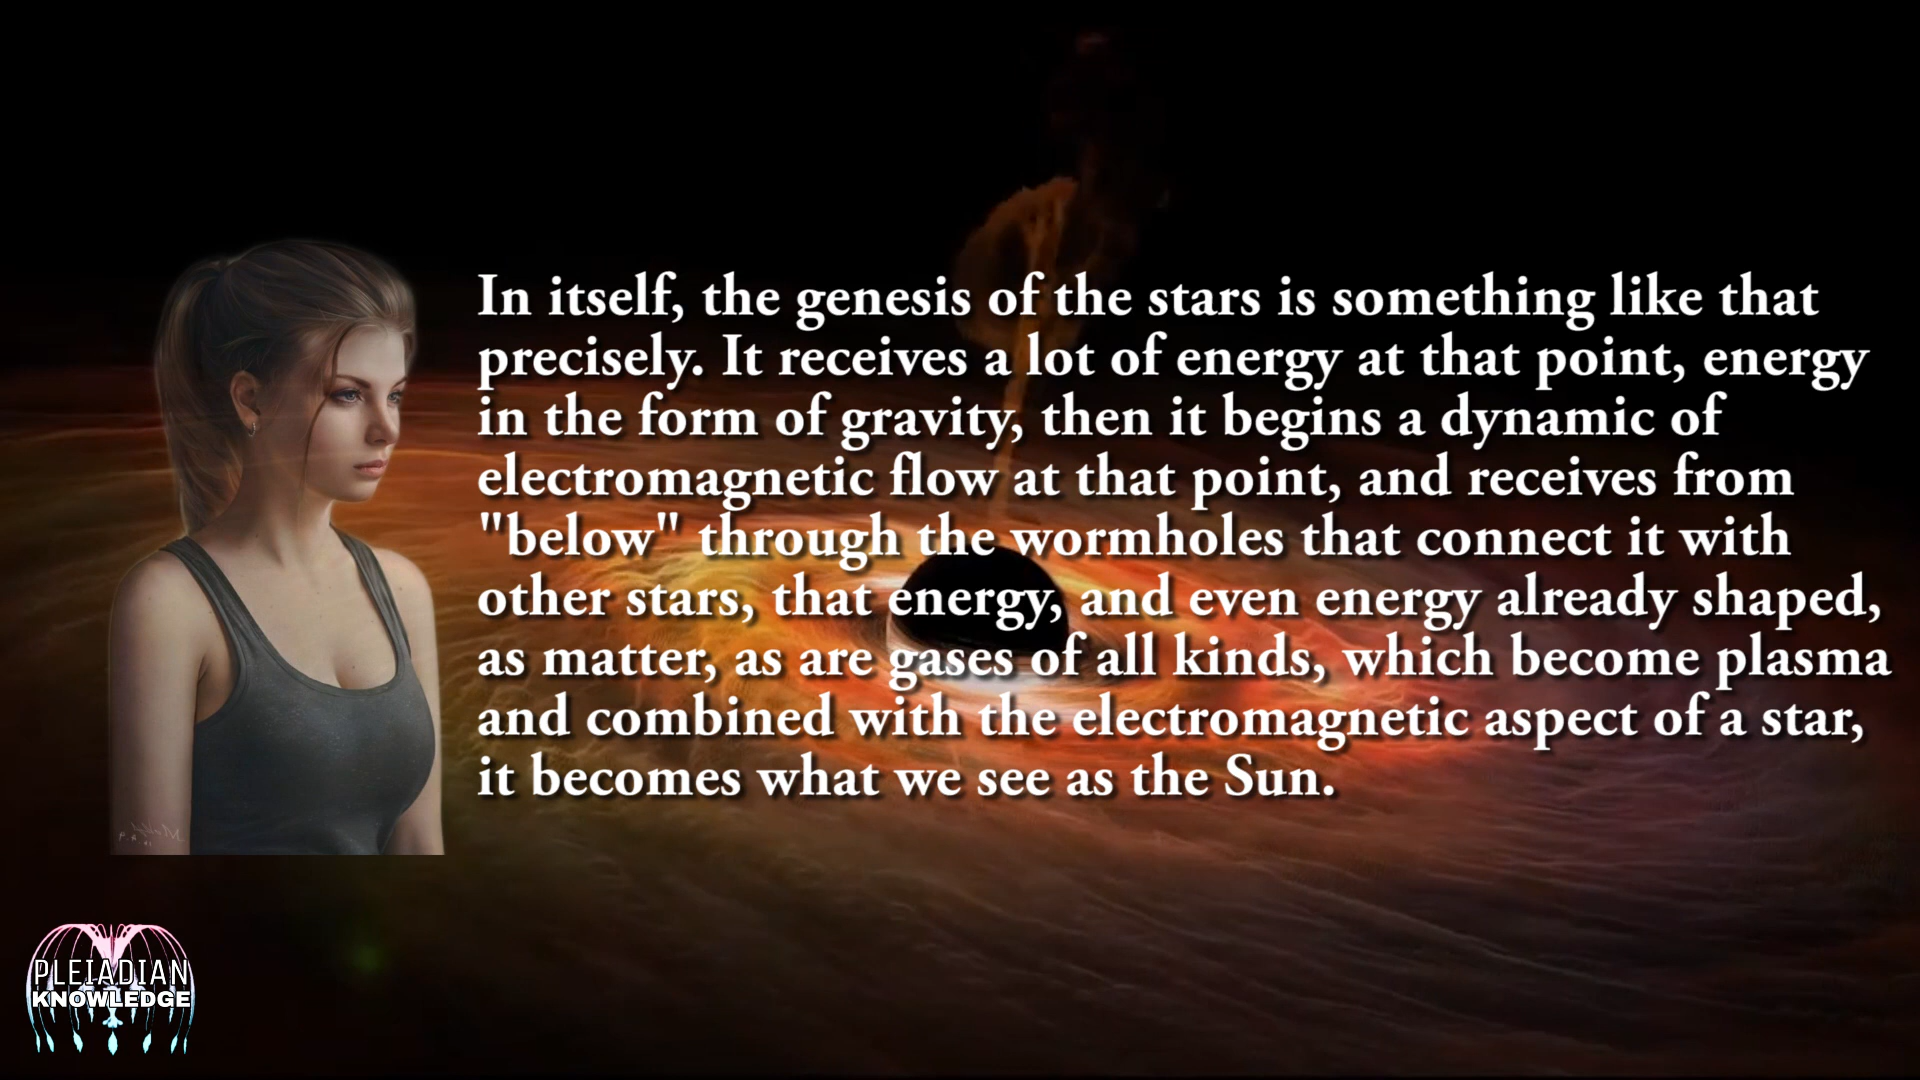 In itself, the genesis of the stars is something like that
precisely. It receives a lot of energy at that point, energy
in the form of gravity, then it begins a dynamic of
electromagnetic flow at that point, and receives from
"below" through the wormholes that connect it with
other stars, that energy, and even energy already shaped,
as matter, as are gases of all kinds, which become plasma
and combined with the electromagnetic aspect of a star,
it becomes what we see as the Sun.
PLEIADIAN
KNOWLEDGE